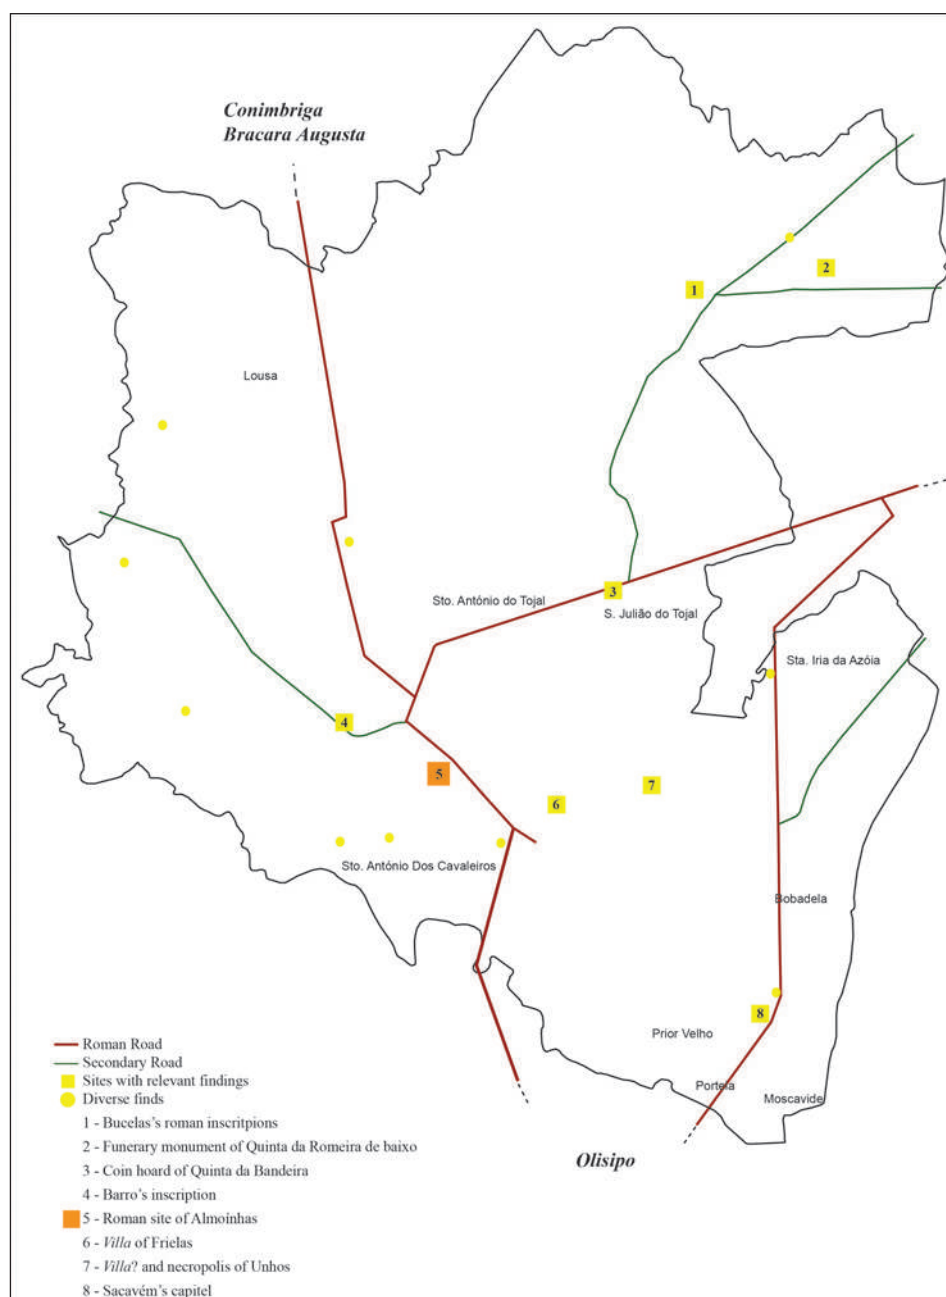 Conimbriga
Bracara Augusta
2
1
Lousa
3
Sto. António do Tojal
S. Julião do Tojal
Sta. Iria da Azóia
4
5
7
6
Sto. António Dos Cavaleiros
Bobadela
8
Prior Velho
Portela
Moscavide
Olisipo
Roman Road
Secondary Road
Sites with relevant findings
Diverse finds
1 - Bucelas's roman inscritpions
2 - Funerary monument of Quinta da Romeira de baixo
3 - Coin hoard of Quinta da Bandeira
4 - Barro's inscription
5 - Roman site of Almoínhas
6 - Villa of Frielas
7 - Villa? and necropolis of Unhos
8 - Sacavém's capitel